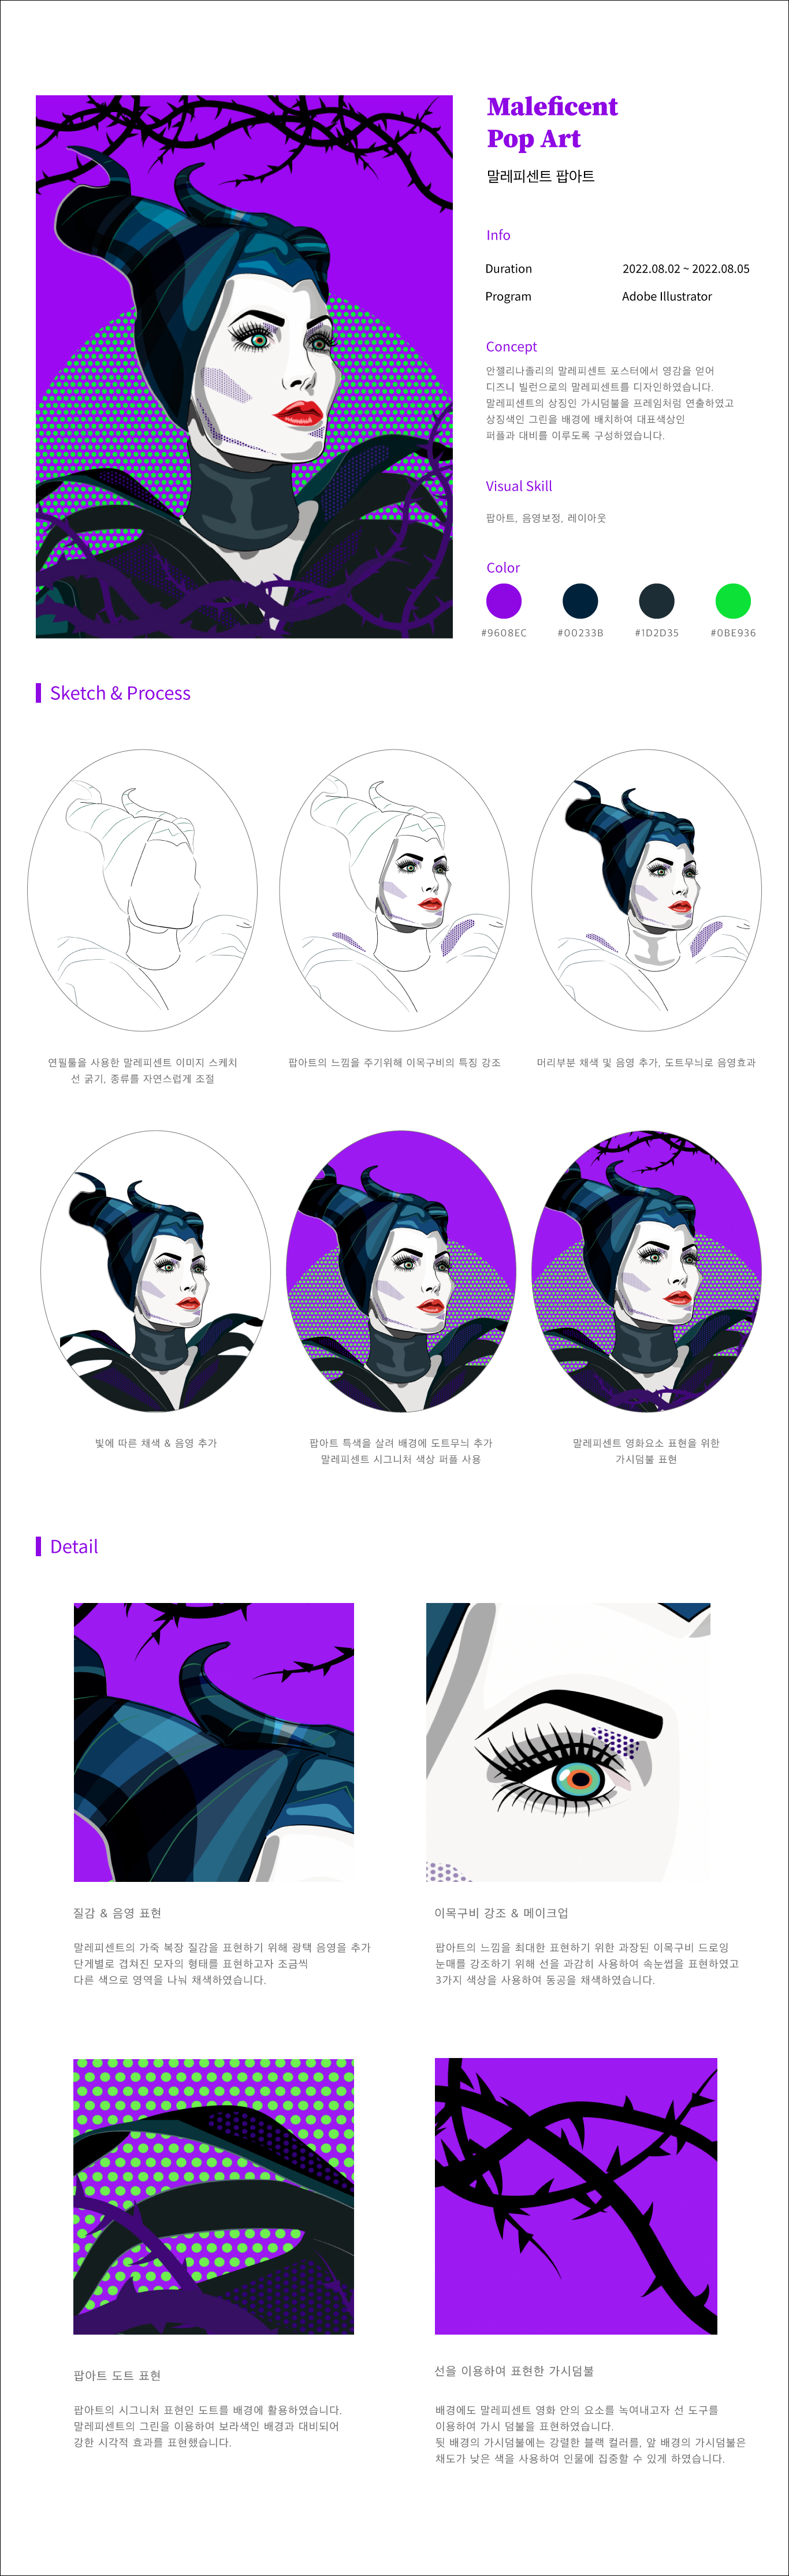 Maleficent
Pop Art
말레피센트 팝아트
Info
Duration 2022.08.02 ~ 2022.08.05
Program Adobe Illustrator
Concept
안젤리나졸리의 말레피센트 포스터에서 영감을 얻어
디즈니 빌런으로의 말레피센트를 디자인하였습니다.
말레피센트의 상징인 가시덤불을 프레임처럼 연출하였고
상징색인 그린을 배경에 배치하여 대표색상인
퍼플과 대비를 이루도록 구성하였습니다.
Visual Skill
팝아트, 음영보정, 레이아웃
Color
#9608EC #00233B #1D2D35 #0BE936
Sketch & Process
연필툴을 사용한 말레피센트 이미지 스케치
선 굵기, 종류를 자연스럽게 조절
팝아트의 느낌을 주기위해 이목구비의 특징 강조
머리부분 채색 및 음영 추가, 도트무늬로 음영효과
빛에 따른 채색 & 음영 추가
팝아트 특색을 살려 배경에 도트무늬 추가
말레피센트 시그니처 색상 퍼플 사용
말레피센트 영화요소 표현을 위한
가시덤불 표현
Detail
질감 & 음영 표현
말레피센트의 가죽 복장 질감을 표현하기 위해 광택 음영을 추가
단계별로 겹쳐진 모자의 형태를 표현하고자 조금씩
다른 색으로 영역을 나눠 채색하였습니다.
이목구비 강조 & 메이크업
팝아트의 느낌을 최대한 표현하기 위한 과장된 이목구비 드로잉
눈매를 강조하기 위해 선을 과감히 사용하여 속눈썹을 표현하였고
3가지 색상을 사용하여 동공을 채색하였습니다.
팝아트 도트 표현
팝아트의 시그니처 표현인 도트를 배경에 활용하였습니다.
말레피센트의 그린을 이용하여 보라색인 배경과 대비되어
강한 시각적 효과를 표현했습니다.
선을 이용하여 표현한 가시덤불
배경에도 말레피센트 영화 안의 요소를 녹여내고자 선 도구를
이용하여 가시 덤불을 표현하였습니다.
뒷 배경의 가시덤불에는 강렬한 블랙 컬러를, 앞 배경의 가시덤불은
채도가 낮은 색을 사용하여 인물에 집중할 수 있게 하였습니다.